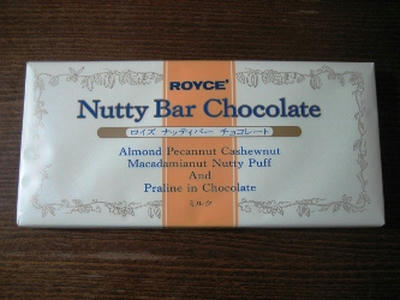 ROYCE'
Nutty Bar Chocolate
ロイズ ナッティバー チョコレート
Almond Pecannut Cashewnut
Macadamianut Nutty Puff
And
Praline in Chocolate
ミルク